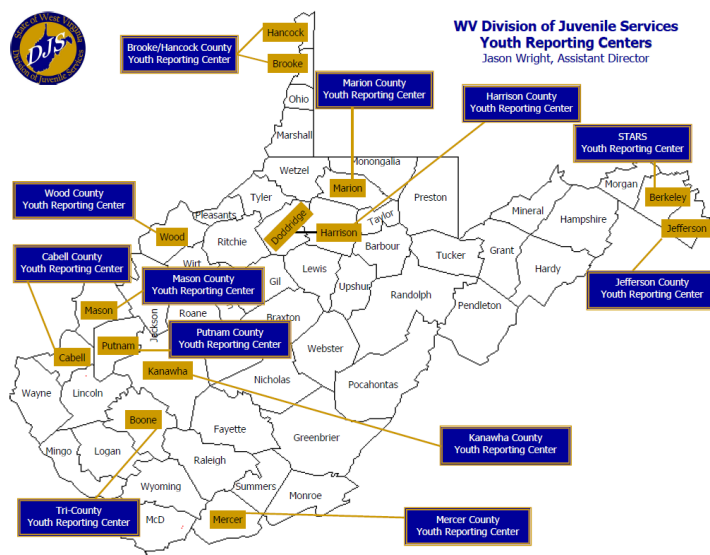 State of West Virginia
DJS
Division of Juvenile Services
WV Division of Juvenile Services
Youth Reporting Centers
Jason Wright, Assistant Director
Hancock
Brooke/Hancock County
Youth Reporting Center
Brooke
Marion County
Youth Reporting Center
Harrison County
Youth Reporting Center
Ohio
Marshall
STARS
Youth Reporting Center
Wetzel
Monongalia
Marion
Preston
Morgan
Berkeley
Wood County
Youth Reporting Center
Tyler
Pleasants
Doddridge
Taylor
Mineral
Hampshire
Jefferson
Wood
Ritchie
Harrison
Barbour
Tucker
Grant
Cabell County
Youth Reporting Center
Wirt
Mason County
Youth Reporting Center
Gil
Lewis
Upshur
Randolph
Hardy
Jefferson County
Youth Reporting Center
Mason
Jackson
Roane
Braxton
Pendleton
Putnam County
Youth Reporting Center
Putnam
Cabell
Webster
Kanawha
Nicholas
Pocahontas
Wayne
Lincoln
Boone
Fayette
Greenbrier
Kanawha County
Youth Reporting Center
Mingo
Logan
Raleigh
Wyoming
Summers
Monroe
Tri-County
Youth Reporting Center
McD
Mercer
Mercer County
Youth Reporting Center